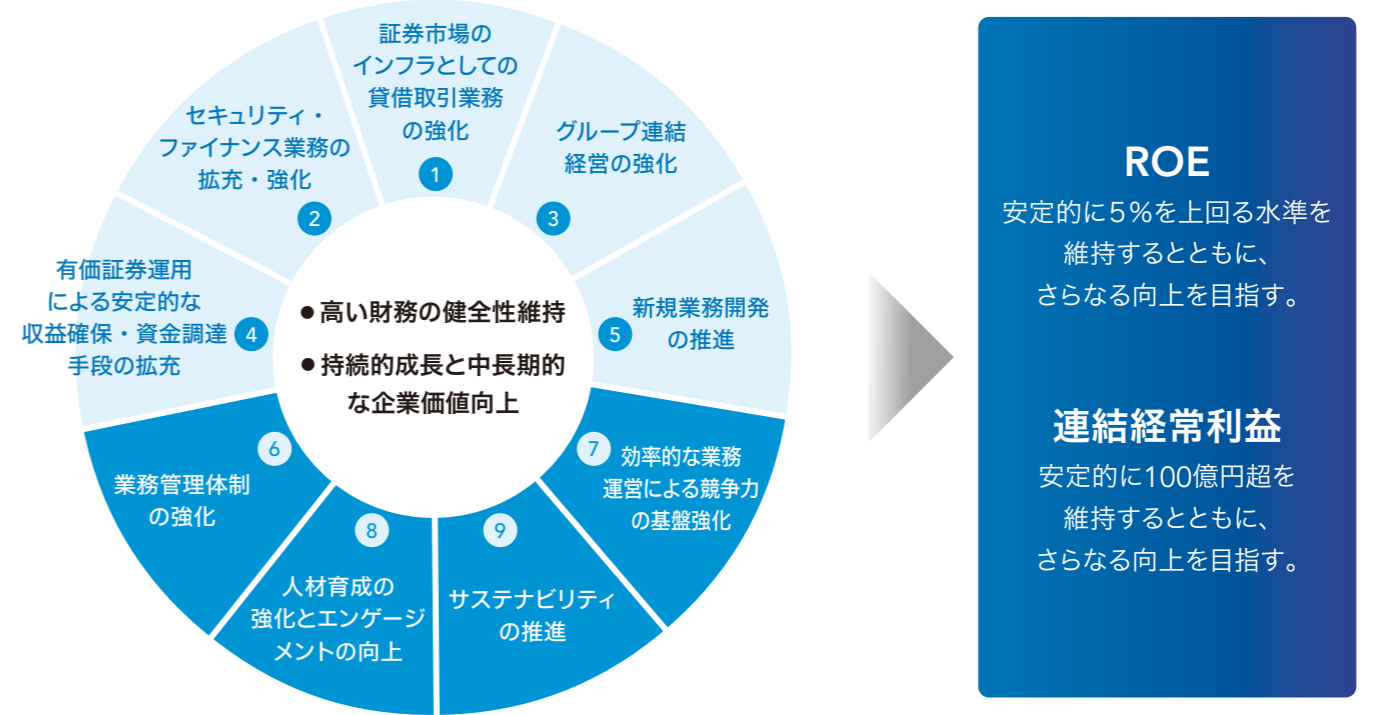 証券市場の
インフラとしての
貸借取引業務
の強化
1
セキュリティ・
ファイナンス業務の
拡充・強化
2
グループ連結
経営の強化
3
有価証券運用
による安定的な
収益確保・資金調達
手段の拡充
4
新規業務開発
の推進
5
● 高い財務の健全性維持
● 持続的成長と中長期的
な企業価値向上
6
業務管理体制
の強化
7
効率的な業務
運営による競争力
の基盤強化
8
人材育成の
強化とエンゲージ
メントの向上
9
サステナビリティ
の推進
ROE
安定的に5%を上回る水準を
維持するとともに、
さらなる向上を目指す。
連結経常利益
安定的に100億円超を
維持するとともに、
さらなる向上を目指す。